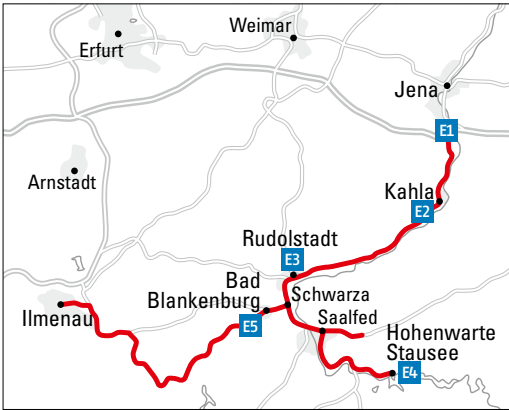 Weimar
Erfurt
Jena
E1
Arnstadt
Kahla
E2
Rudolstadt
E3
Bad
Blankenburg
Schwarza
Ilmenau
E5
Saalfed
Hohenwarte
Stausee
E4